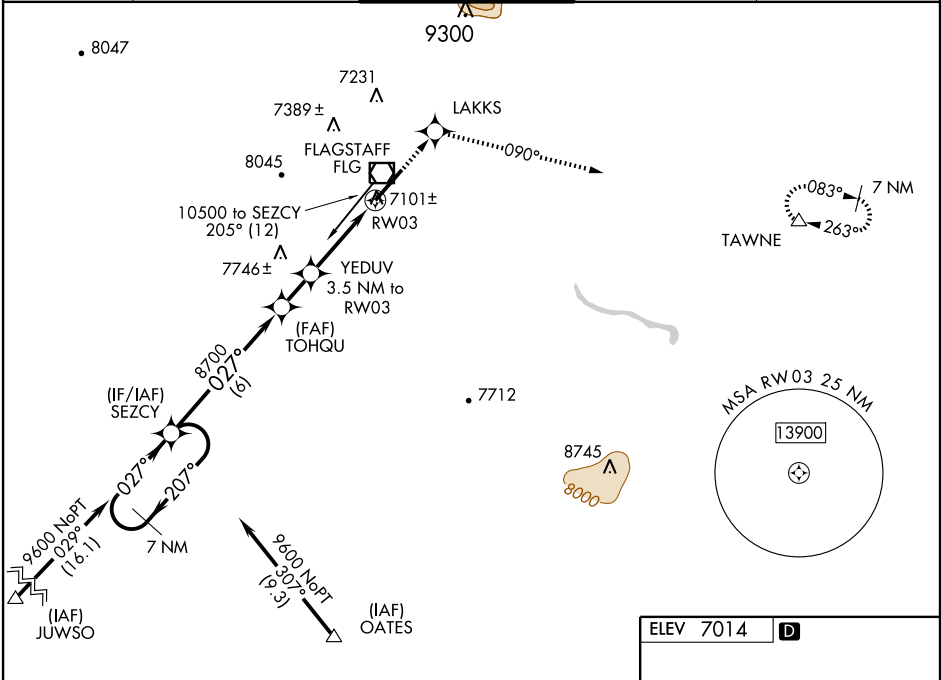 9300
8047
7231
LAKKS
7389±
FLAGSTAFF
FLG
090°
8045
083°
7 NM
7101±
10500 to SEZCY
205° (12)
RW03
263°
TAWNE
7746±
YEDUV
3.5 NM to
RW03
(FAF)
TOHQU
8700
027°
(6)
MSA RW03 25 NM
(IF/IAF)
SEZCY
7712
13900
8745
8000
027°
207°
9600 NoPT
029°
(16.1)
7 NM
9600 NoPT
307°
(9.3)
(IAF)
JUWSO
(IAF)
OATES
ELEV 7014 D